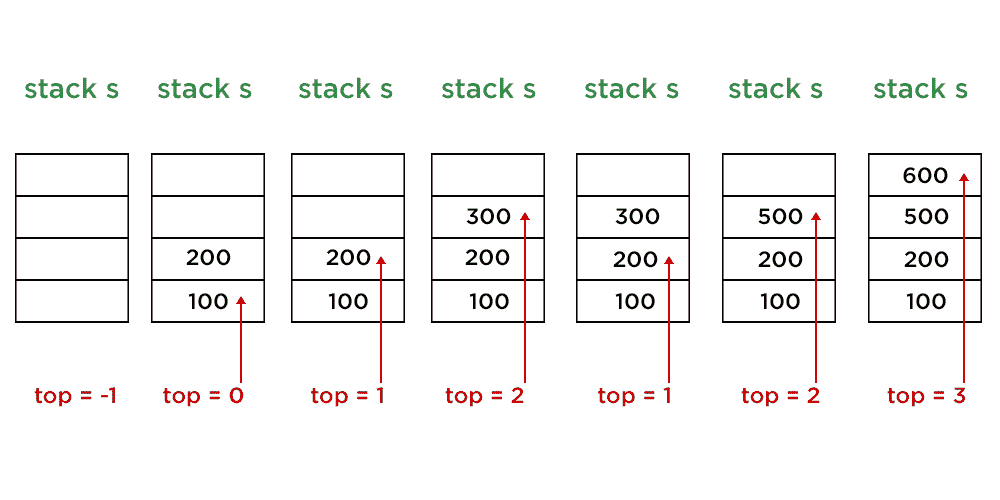 stack s stack s stack s stack s stack s stack s stack s
600
300 300 500 500
200 200 200 200 200 200
100 100 100 100 100 100
top = -1 top = 0 top = 1 top = 2 top = 1 top = 2 top = 3